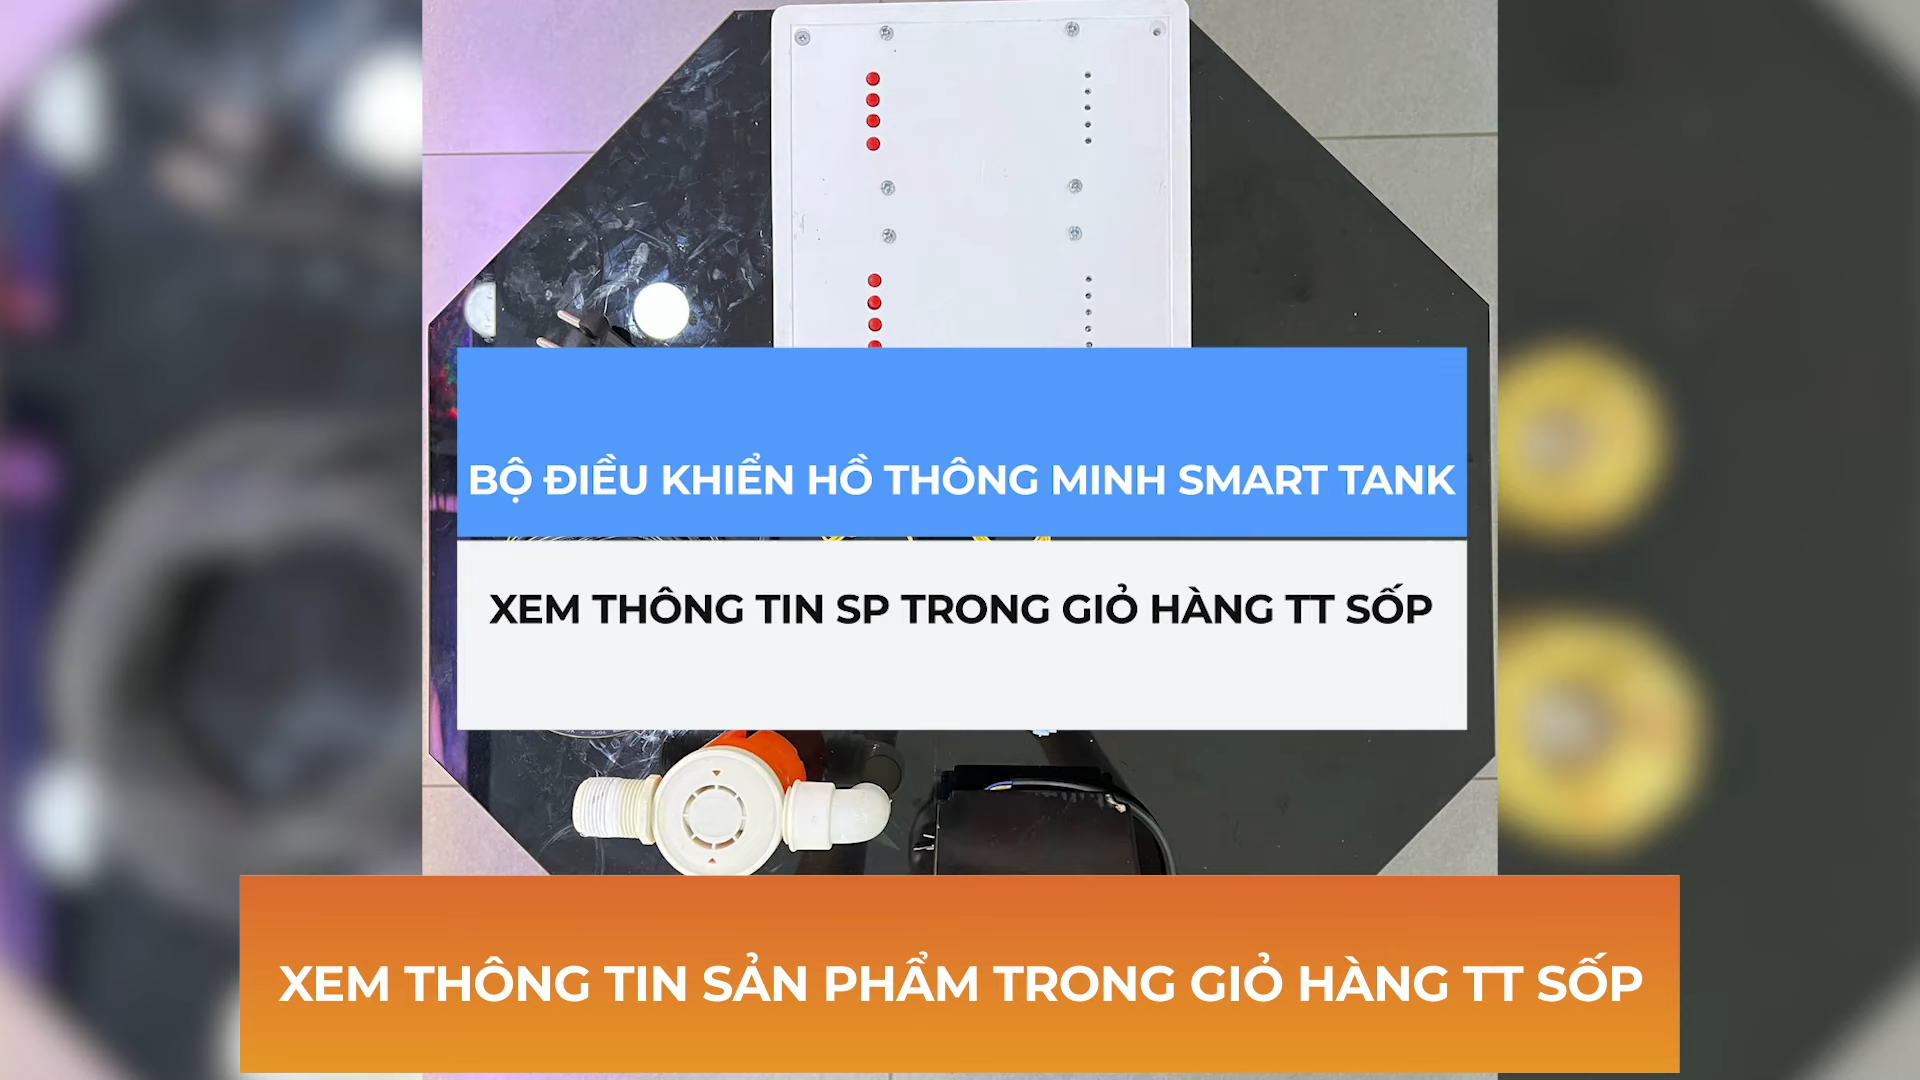 BỘ ĐIỀU KHIỂN HỒ THÔNG MINH SMART TANK
XEM THÔNG TIN SP TRONG GIỎ HÀNG TT SỐP
XEM THÔNG TIN SẢN PHẨM TRONG GIỎ HÀNG TT SỐP